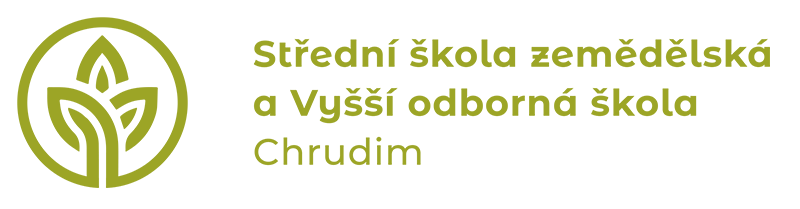 Střední škola zemědělská
a Vyšší odborná škola
Chrudim